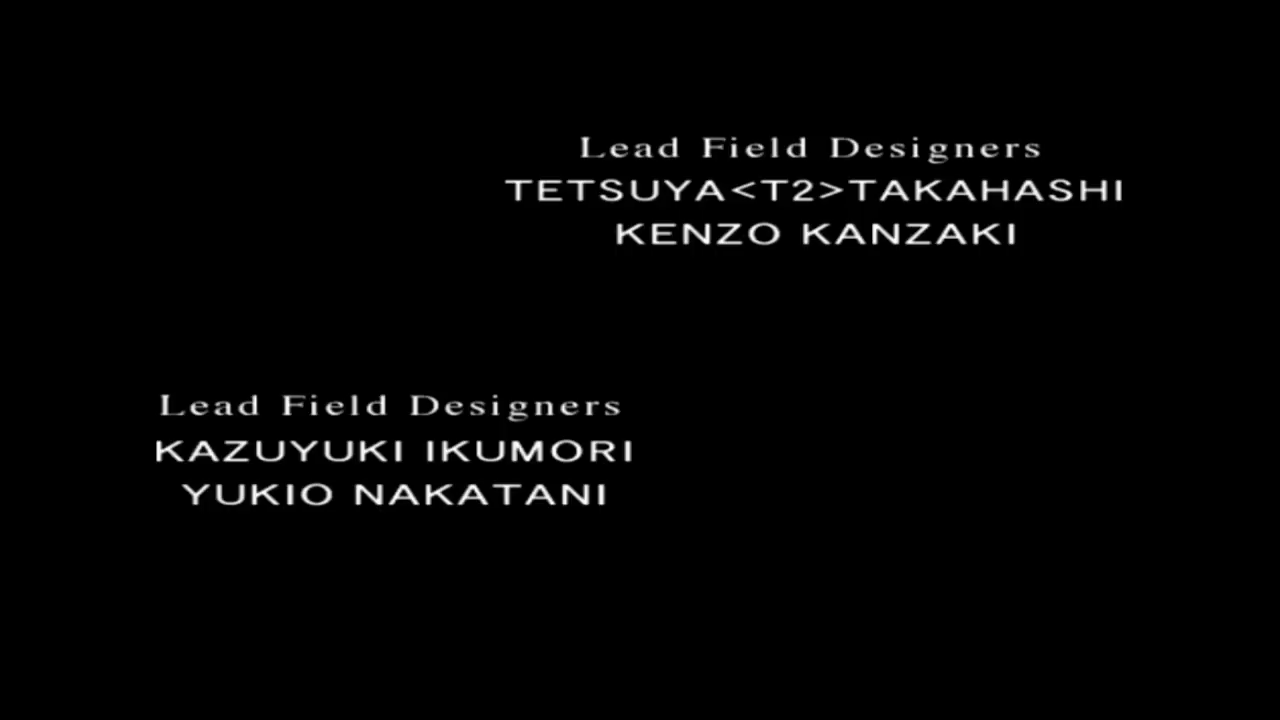 Lead Field Designers
TETSUYA<T2>TAKAHASHI
KENZO KANZAKI
Lead Field Designers
KAZUYUKI IKUMORI
YUKIO NAKATANI